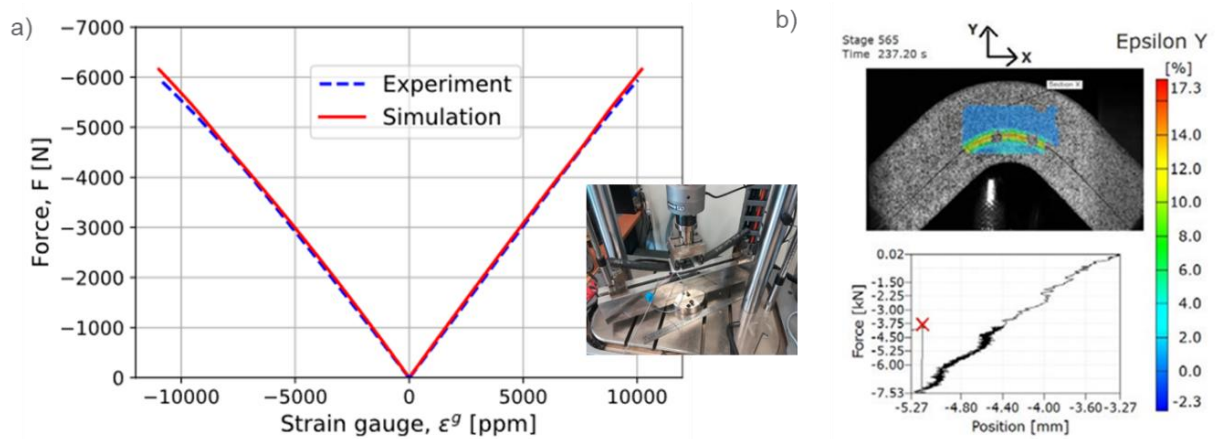 a)
−7000
−6000
−5000
−4000
−3000
−2000
−1000
0
Force, F [N]
Experiment
Simulation
−10000 −5000 0 5000 10000
Strain gauge, ε^g [ppm]
b)
Stage 565
Time 237.20 s
Y
X
Epsilon Y
[%]
17.3
14.0
12.0
10.0
8.0
6.0
4.0
2.0
0.0
-2.3
0.02
-1.50
-2.25
-3.00
-3.75
-4.50
-5.25
-6.00
-7.53
Force [kN]
-5.27 -4.80 -4.40 -4.00 -3.60 -3.27
Position [mm]